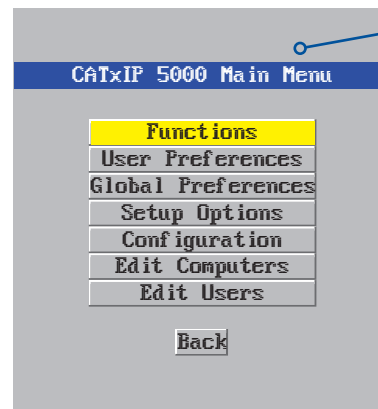 CATxIP 5000 Main Menu
Functions
User Preferences
Global Preferences
Setup Options
Configuration
Edit Computers
Edit Users
Back